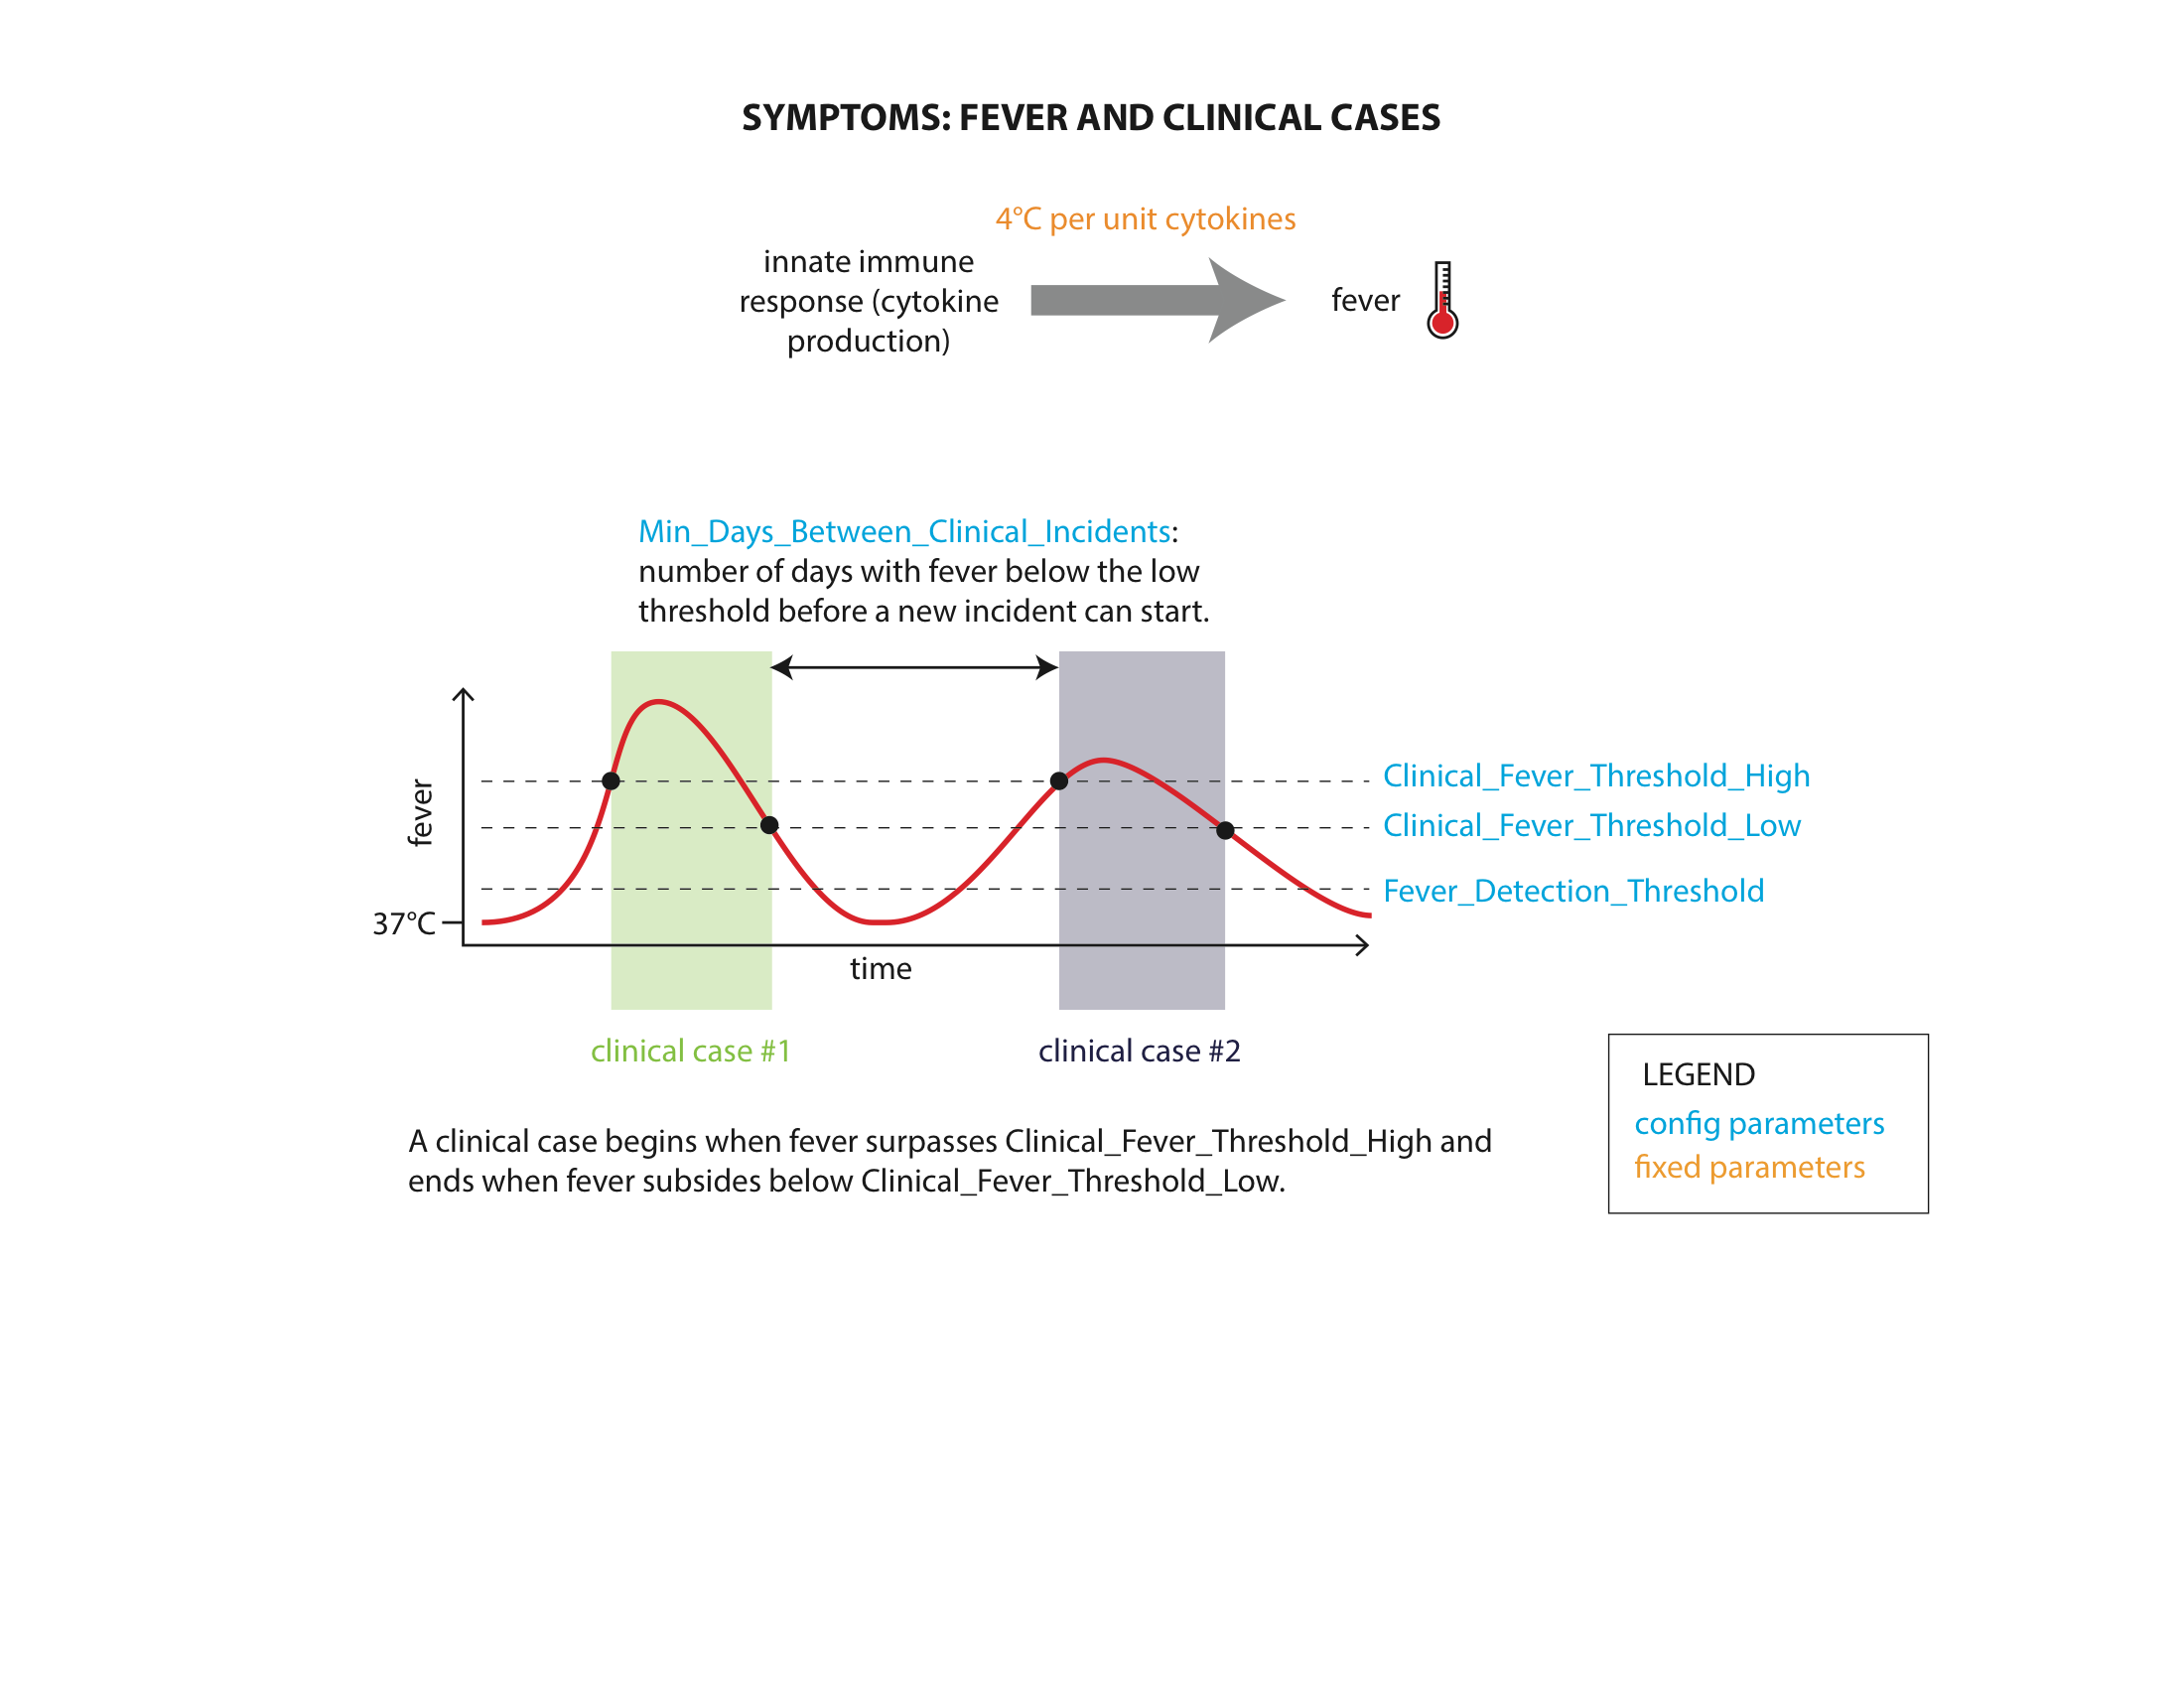 SYMPTOMS: FEVER AND CLINICAL CASES
4°C per unit cytokines
innate immune
response (cytokine
production)
fever
Min_Days_Between_Clinical_Incidents:
number of days with fever below the low
threshold before a new incident can start.
fever
Clinical_Fever_Threshold_High
Clinical_Fever_Threshold_Low
Fever_Detection_Threshold
37°C
time
clinical case #1
clinical case #2
A clinical case begins when fever surpasses Clinical_Fever_Threshold_High and
ends when fever subsides below Clinical_Fever_Threshold_Low.
LEGEND
config parameters
fixed parameters